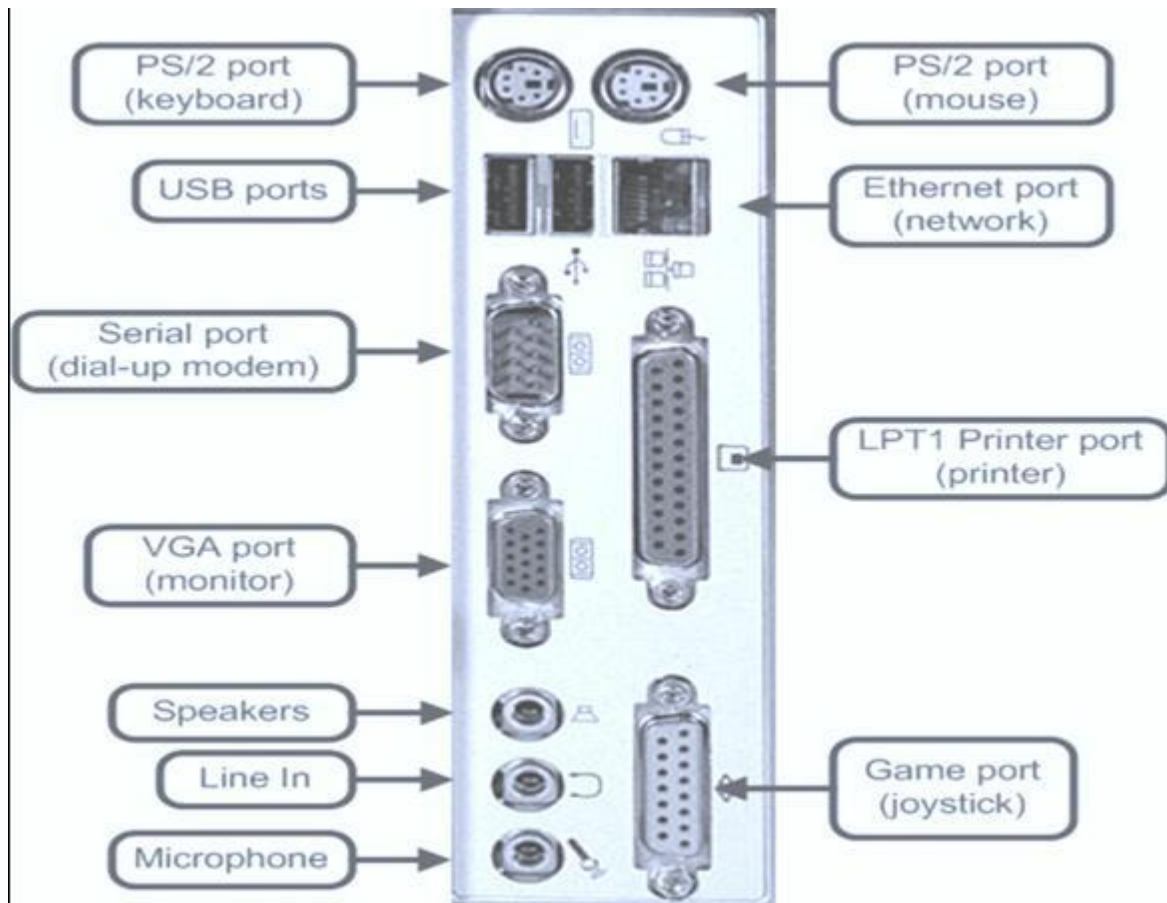 PS/2 port
(keyboard)
PS/2 port
(mouse)
USB ports
Ethernet port
(network)
Serial port
(dial-up modem)
LPT1 Printer port
(printer)
VGA port
(monitor)
Speakers
Line In
Game port
(joystick)
Microphone